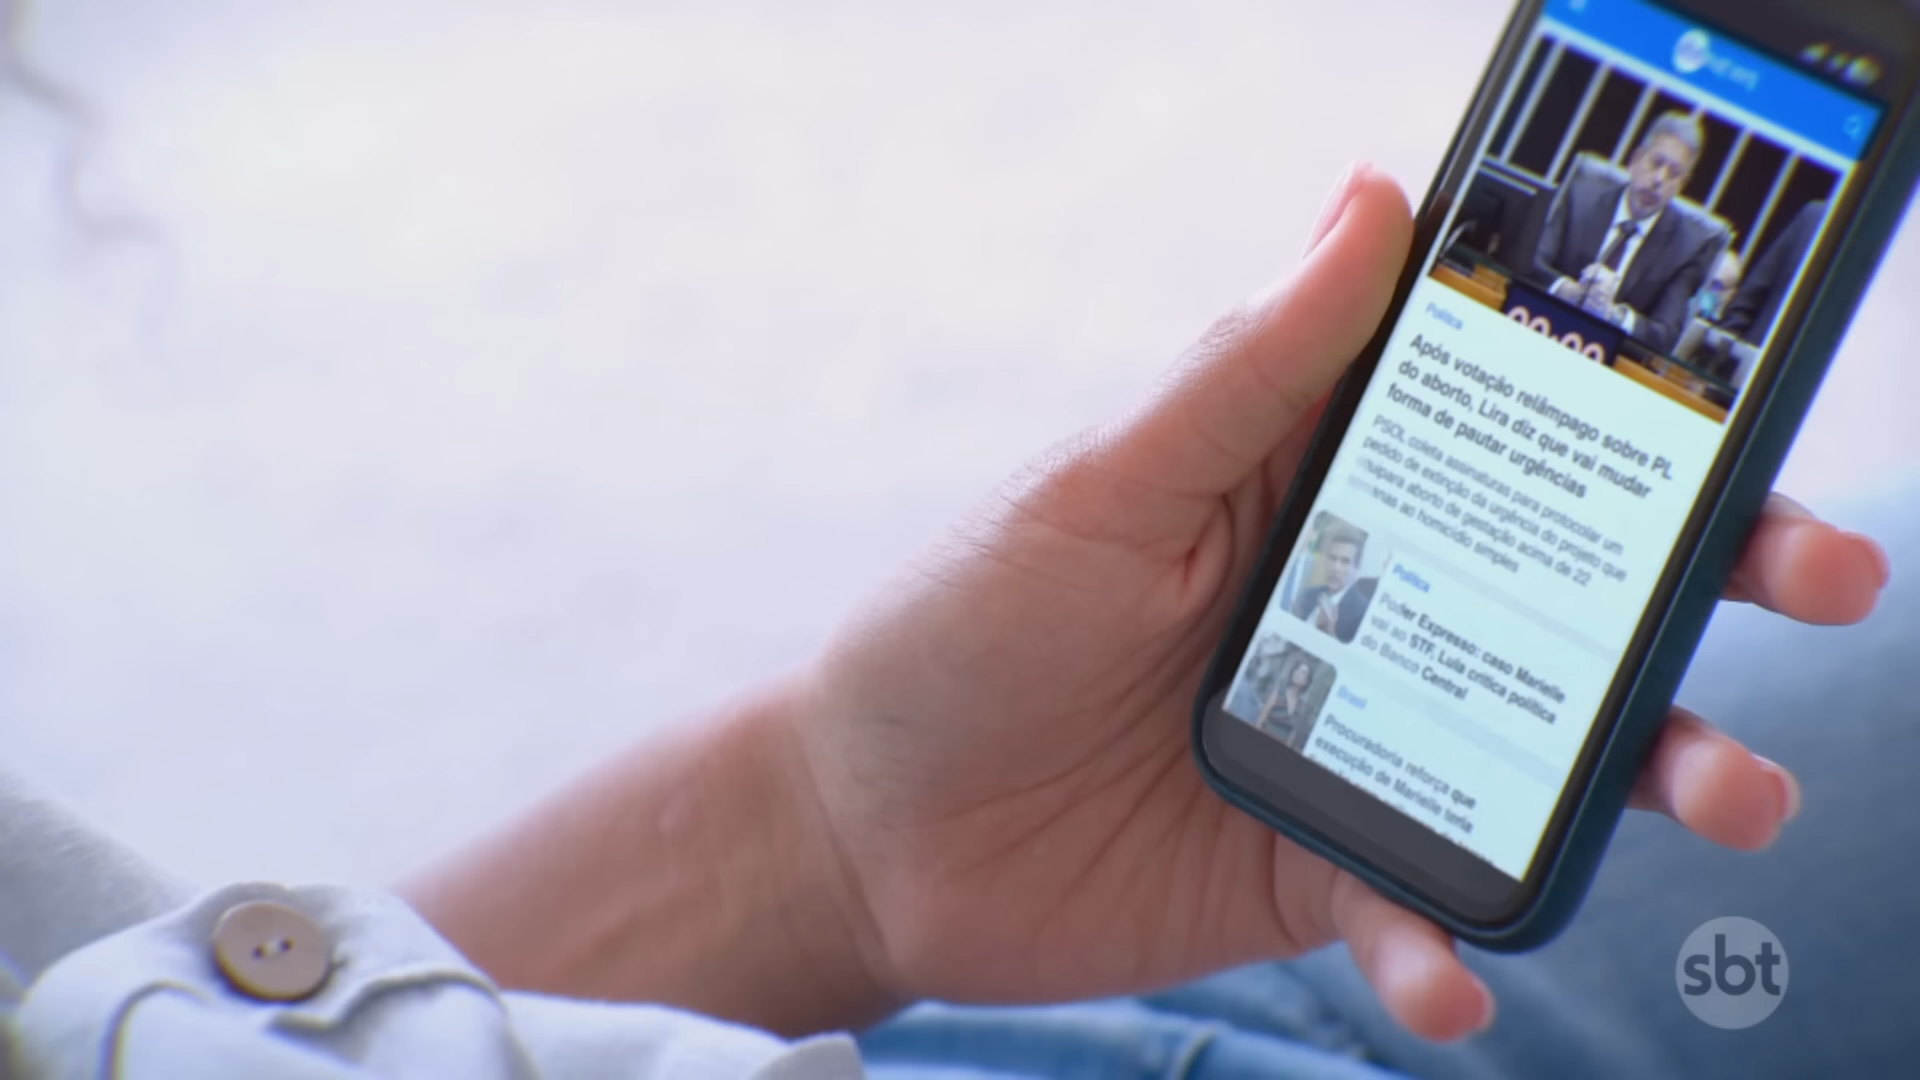 news
00:00
Política
Após votação relâmpago sobre PL
do aborto, Lira diz que vai mudar
forma de pautar urgências
PSOL coleta assinaturas para protocolar um
pedido de extinção da urgência do projeto que
aborto de gestação acima de 22
ao homicídio simples
Política
Poder Expresso: caso Marielle
vai ao STF, Lula critica política
do Banco Central
Brasil
Procuradoria reforça que
execução de Marielle teria
sbt